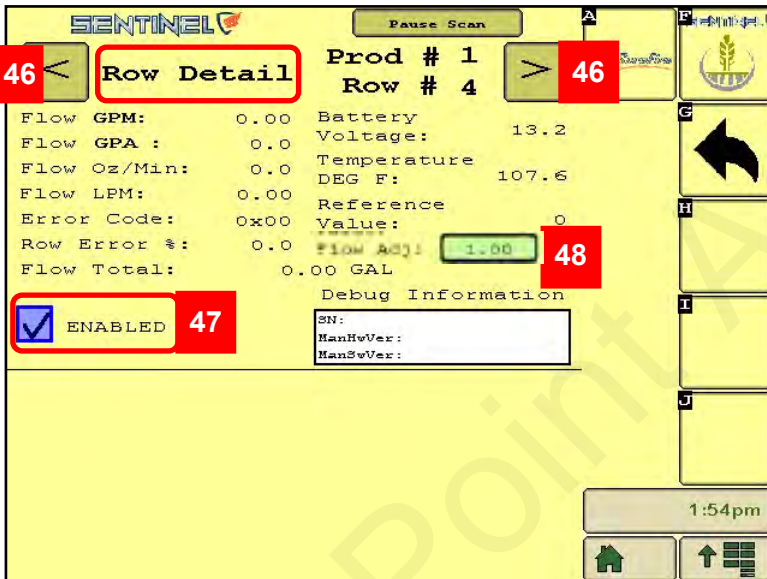 SENTINEL
Pause Scan
A
F
SENTINEL
SureFire
46
<
Row Detail
Prod # 1
Row # 4
>
46
Flow GPM: 0.00
Flow GPA : 0.0
Flow Oz/Min: 0.0
Flow LPM: 0.00
Error Code: 0x00
Row Error %: 0.0
Flow Total: 0.00 GAL
Battery
Voltage: 13.2
Temperature
DEG F: 107.6
Reference
Value: 0
Flow Adj: 1.00
48
Debug Information
SN:
ManHwVer:
ManSwVer:
ENABLED
47
G
H
I
J
1:54pm
Point A